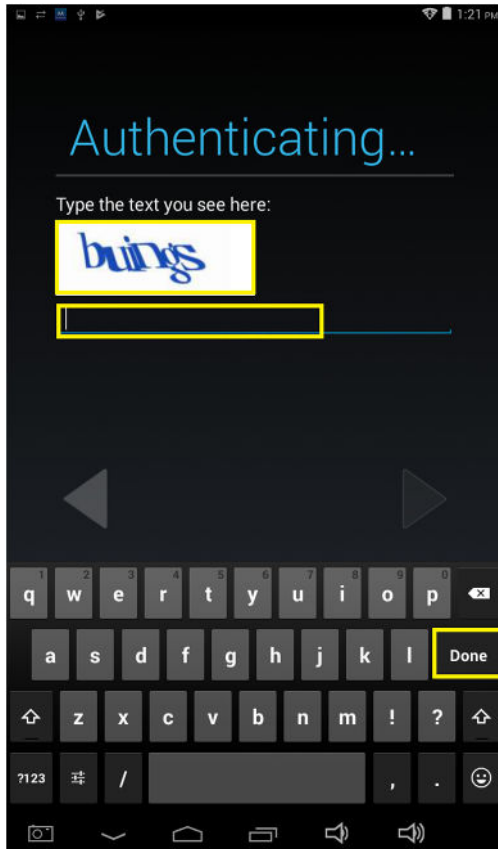 1:21 PM
Authenticating...
Type the text you see here:
buings
1 2 3 4 5 6 7 8 9 0
q w e r t y u i o p
a s d f g h j k l Done
z x c v b n m ! ?
?123 / , .